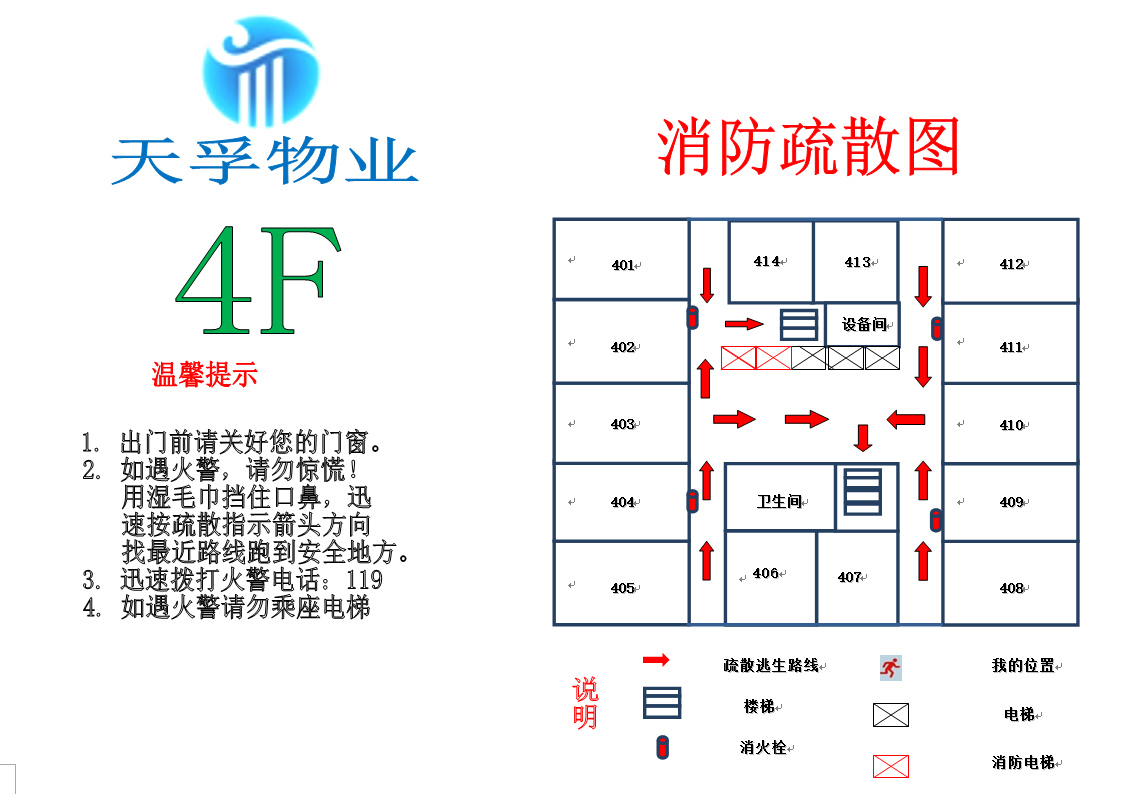 天孚物业
4F
温馨提示
1. 出门前请关好您的门窗。
2. 如遇火警，请勿惊慌！
用湿毛巾挡住口鼻，迅
速按疏散指示箭头方向
找最近路线跑到安全地方。
3. 迅速拨打火警电话：119
4. 如遇火警请勿乘座电梯
消防疏散图
401
414
413
412
402
设备间
411
403
410
404
卫生间
409
405
406
407
408
说明
疏散逃生路线
我的位置
楼梯
电梯
消火栓
消防电梯